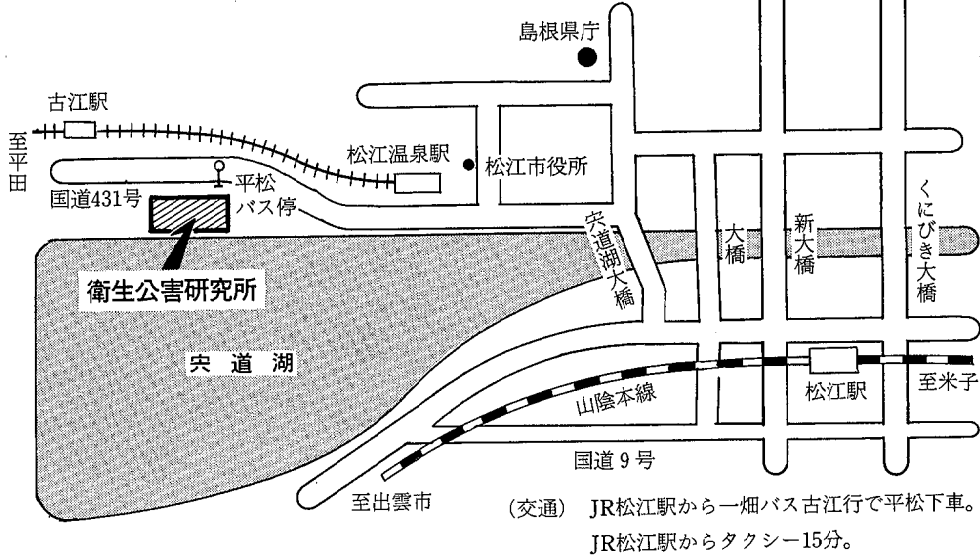 島根県庁
古江駅
至平田
松江温泉駅
松江市役所
国道431号
平松
バス停
衛生公害研究所
宍道湖
宍道湖大橋
大橋
新大橋
くにびき大橋
松江駅
至米子
山陰本線
国道9号
至出雲市
(交通) JR松江駅から一畑バス古江行で平松下車。
JR松江駅からタクシー15分。